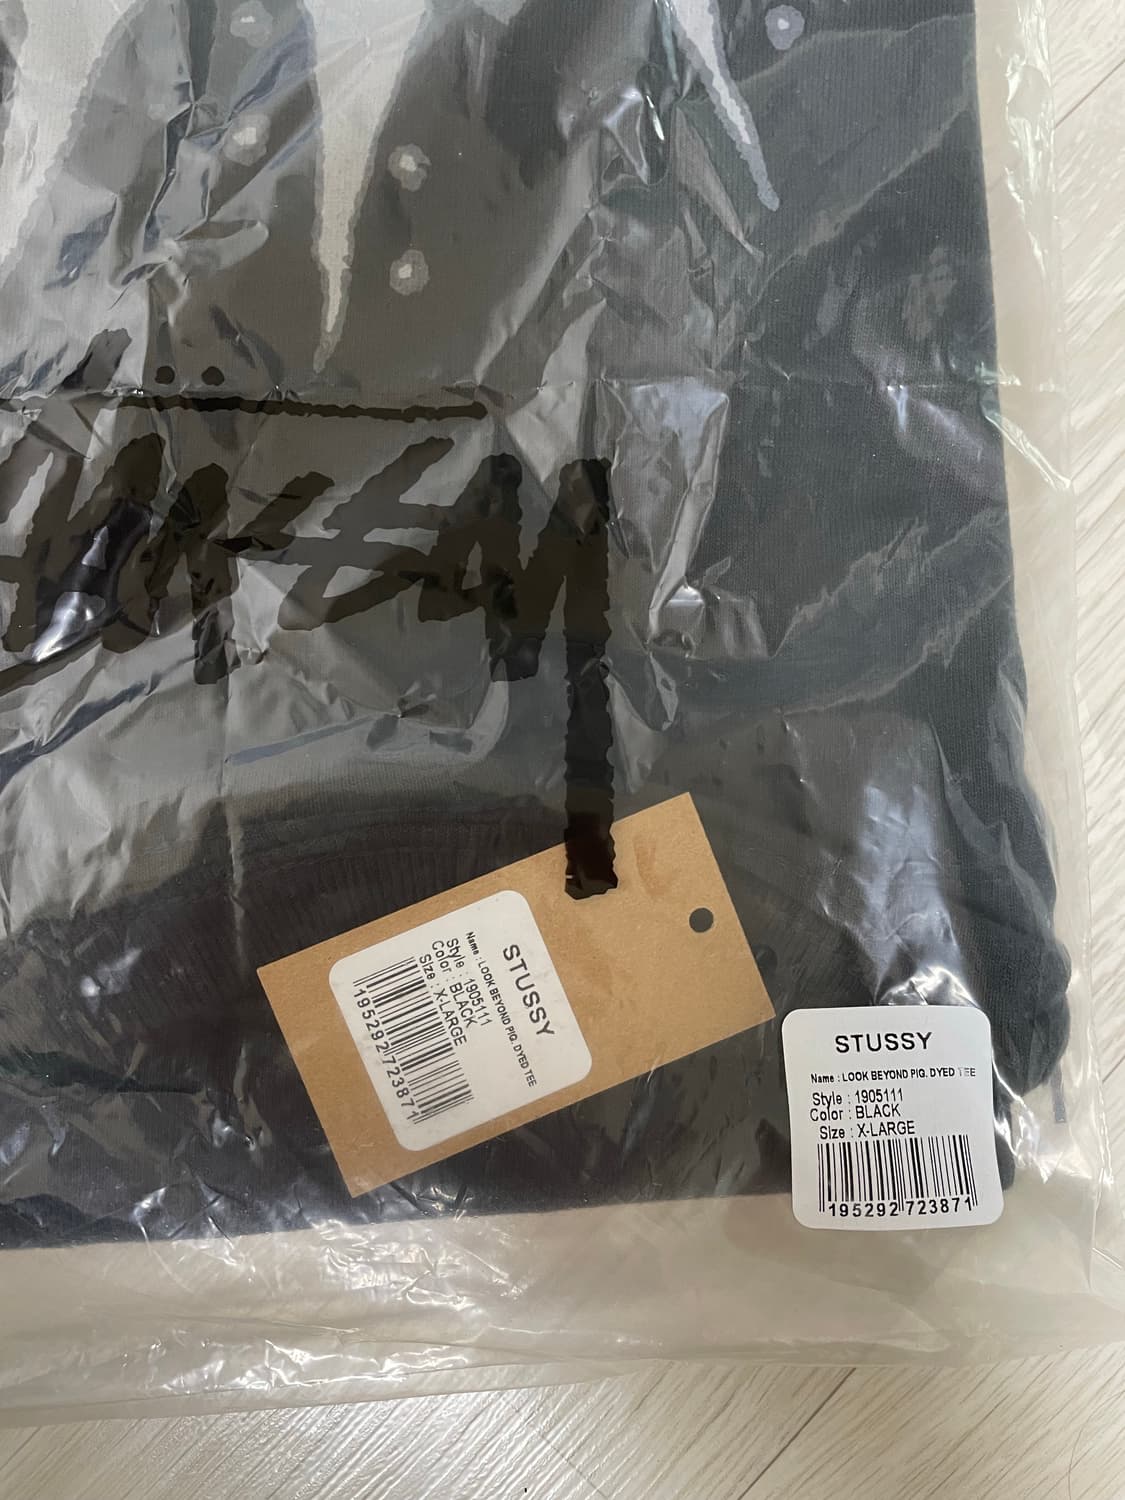 STUSSY
Name : LOOK BEYOND PIG. DYED TEE
Style : 1905111
Color : BLACK
Size : X-LARGE
195292723871
STUSSY
Name : LOOK BEYOND PIG. DYED TEE
Style : 1905111
Color : BLACK
Size : X-LARGE
195292723871